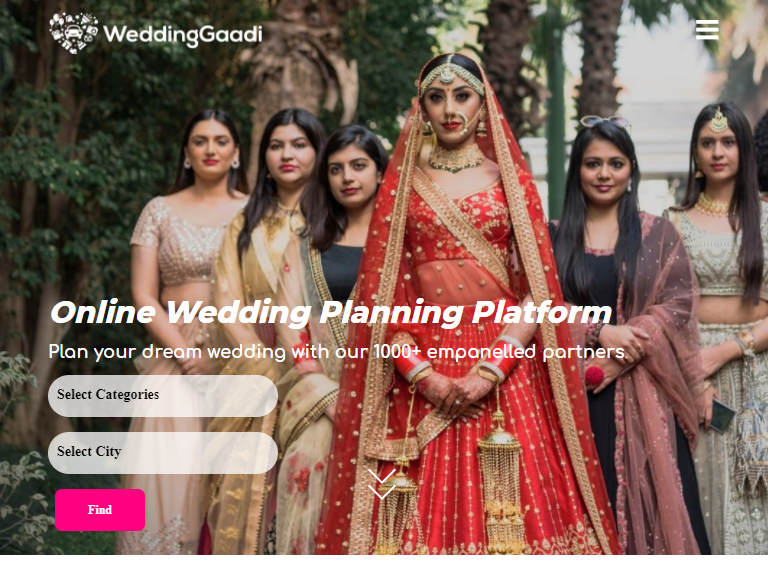 WeddingGaadi
Online Wedding Planning Platform
Plan your dream wedding with our 1000+ empanelled partners
Select Categories
Select City
Find